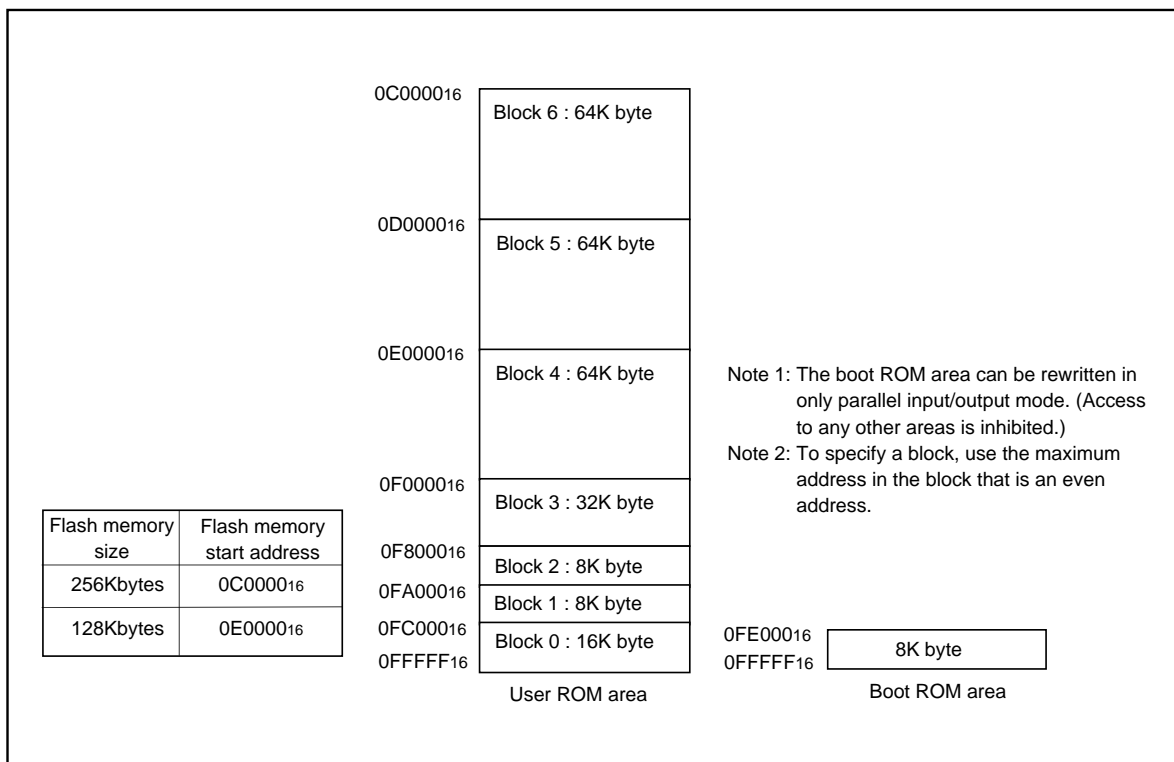 0C000016
Block 6 : 64K byte
0D000016
Block 5 : 64K byte
0E000016
Block 4 : 64K byte
Note 1: The boot ROM area can be rewritten in
only parallel input/output mode. (Access
to any other areas is inhibited.)
Note 2: To specify a block, use the maximum
address in the block that is an even
address.
0F000016
Block 3 : 32K byte
Flash memory size
Flash memory start address
256Kbytes
0C000016
128Kbytes
0E000016
0F800016
Block 2 : 8K byte
0FA00016
Block 1 : 8K byte
0FC00016
Block 0 : 16K byte
0FFFFF16
User ROM area
0FE00016
8K byte
0FFFFF16
Boot ROM area